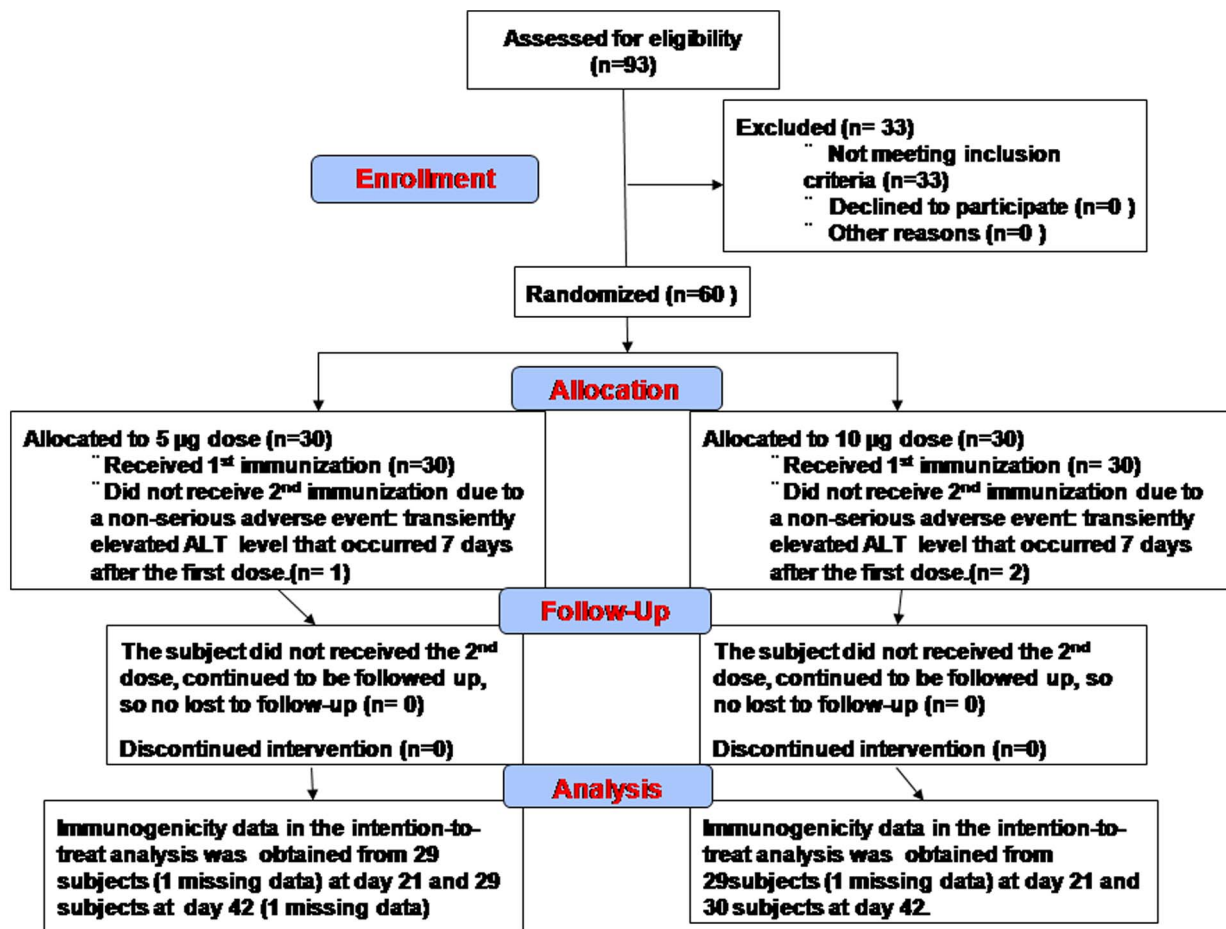 Assessed for eligibility
(n=93)
Excluded (n= 33)
¨ Not meeting inclusion
criteria (n=33)
¨ Declined to participate (n=0 )
¨ Other reasons (n=0 )
Enrollment
Randomized (n=60 )
Allocation
Allocated to 5 µg dose (n=30)
¨ Received 1st immunization (n=30)
¨ Did not receive 2nd immunization due to
a non-serious adverse event: transiently
elevated ALT level that occurred 7 days
after the first dose.(n= 1)
Allocated to 10 µg dose (n=30)
¨ Received 1st immunization (n= 30)
¨ Did not receive 2nd immunization due to
a non-serious adverse event: transiently
elevated ALT level that occurred 7 days
after the first dose.(n= 2)
Follow-Up
The subject did not received the 2nd
dose, continued to be followed up,
so no lost to follow-up (n= 0)
Discontinued intervention (n=0)
The subject did not received the 2nd
dose, continued to be followed up, so
no lost to follow-up (n= 0)
Discontinued intervention (n=0)
Analysis
Immunogenicity data in the intention-to-
treat analysis was obtained from 29
subjects (1 missing data) at day 21 and 29
subjects at day 42 (1 missing data)
Immunogenicity data in the intention-to-
treat analysis was obtained from
29subjects (1 missing data) at day 21 and
30 subjects at day 42.